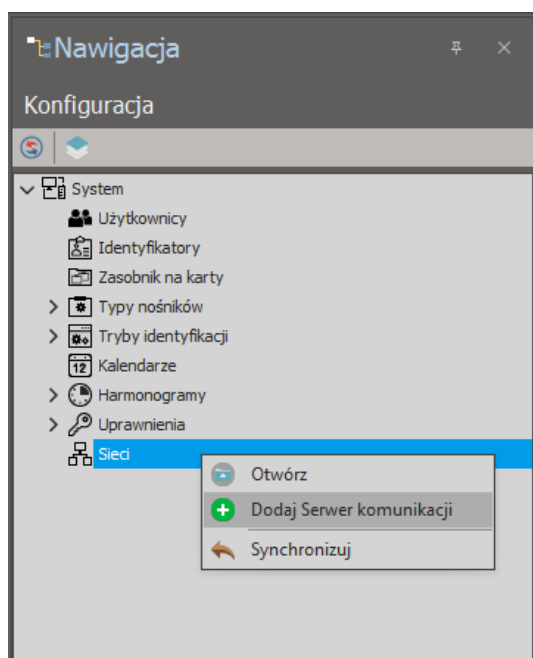 Nawigacja
Konfiguracja
System
Użytkownicy
Identyfikatory
Zasobnik na karty
Typy nośników
Tryby identyfikacji
12 Kalendarze
Harmonogramy
Uprawnienia
Sieci
Otwórz
Dodaj Serwer komunikacji
Synchronizuj